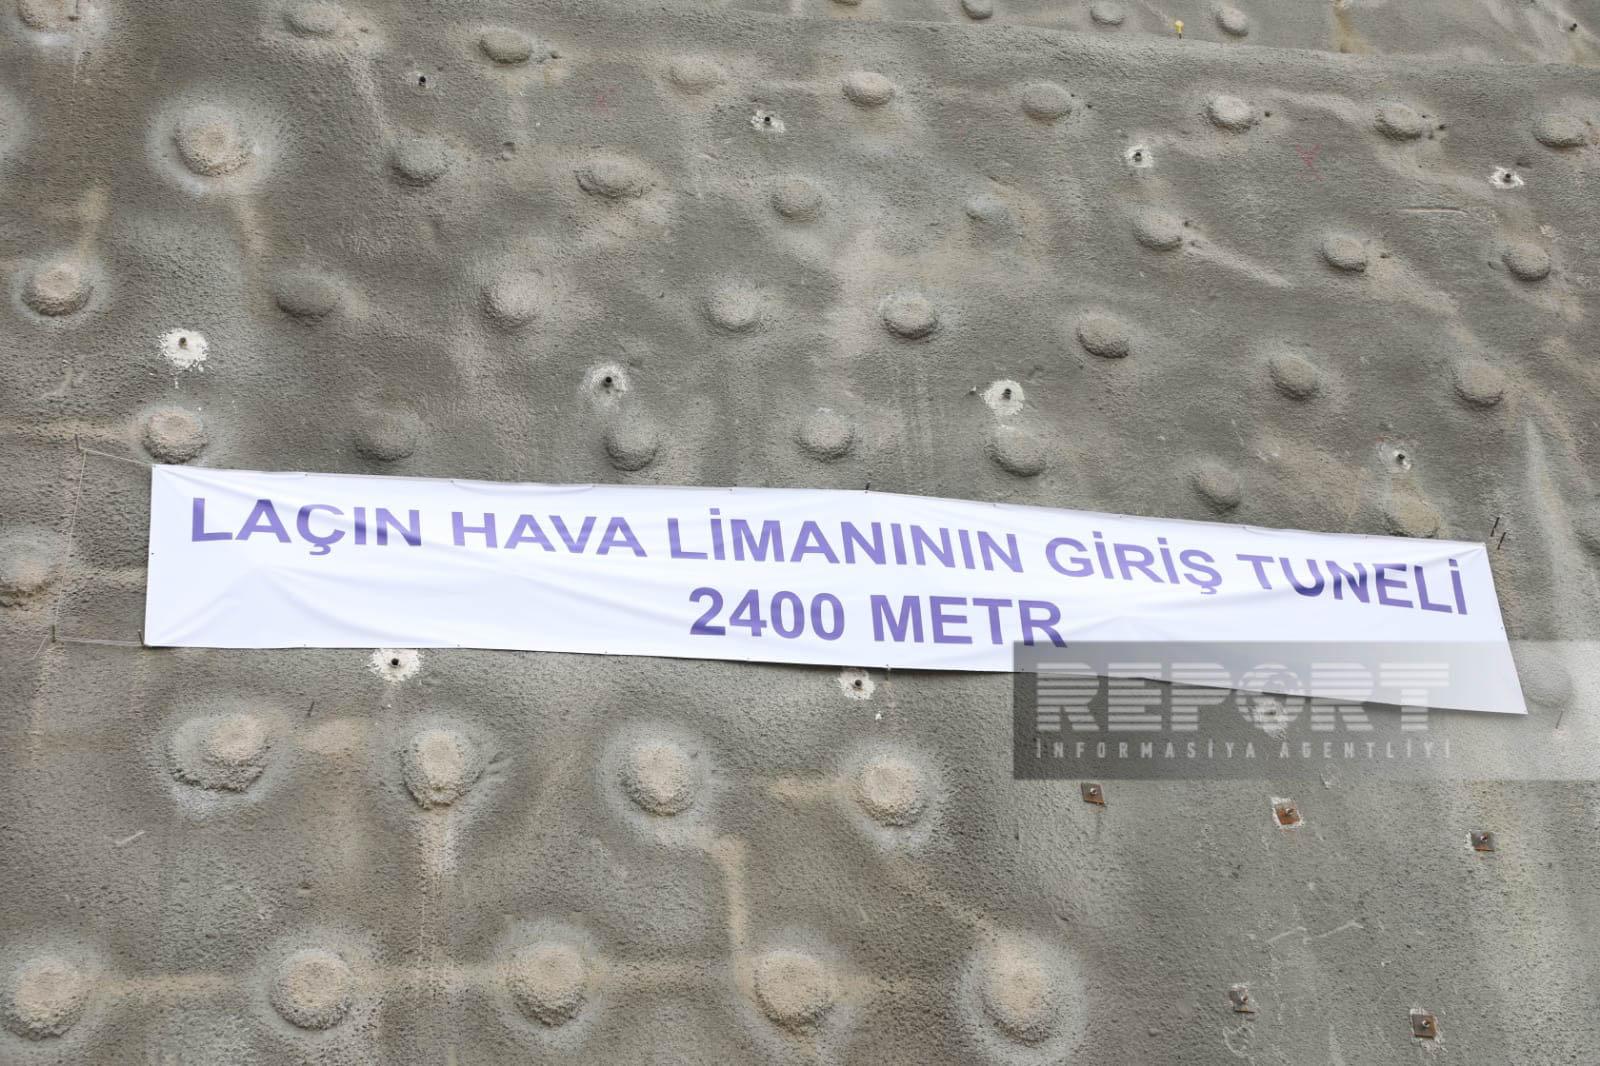 LAÇIN HAVA LİMANININ GİRİŞ TUNELİ
2400 METR
REPORT
İNFORMASİYA AGENTLİYİ